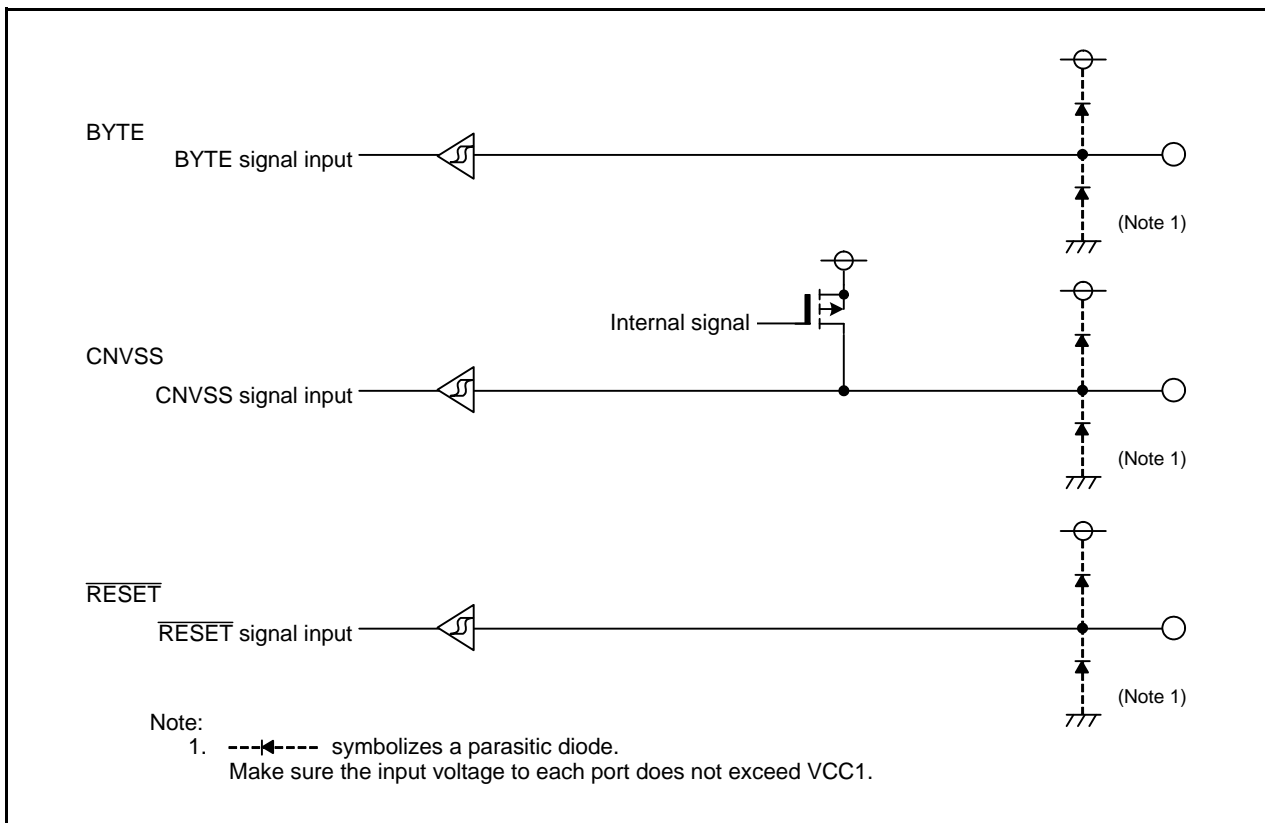 BYTE
BYTE signal input
(Note 1)
Internal signal
CNVSS
CNVSS signal input
(Note 1)
RESET
RESET signal input
(Note 1)
Note:
1. symbolizes a parasitic diode.
Make sure the input voltage to each port does not exceed VCC1.